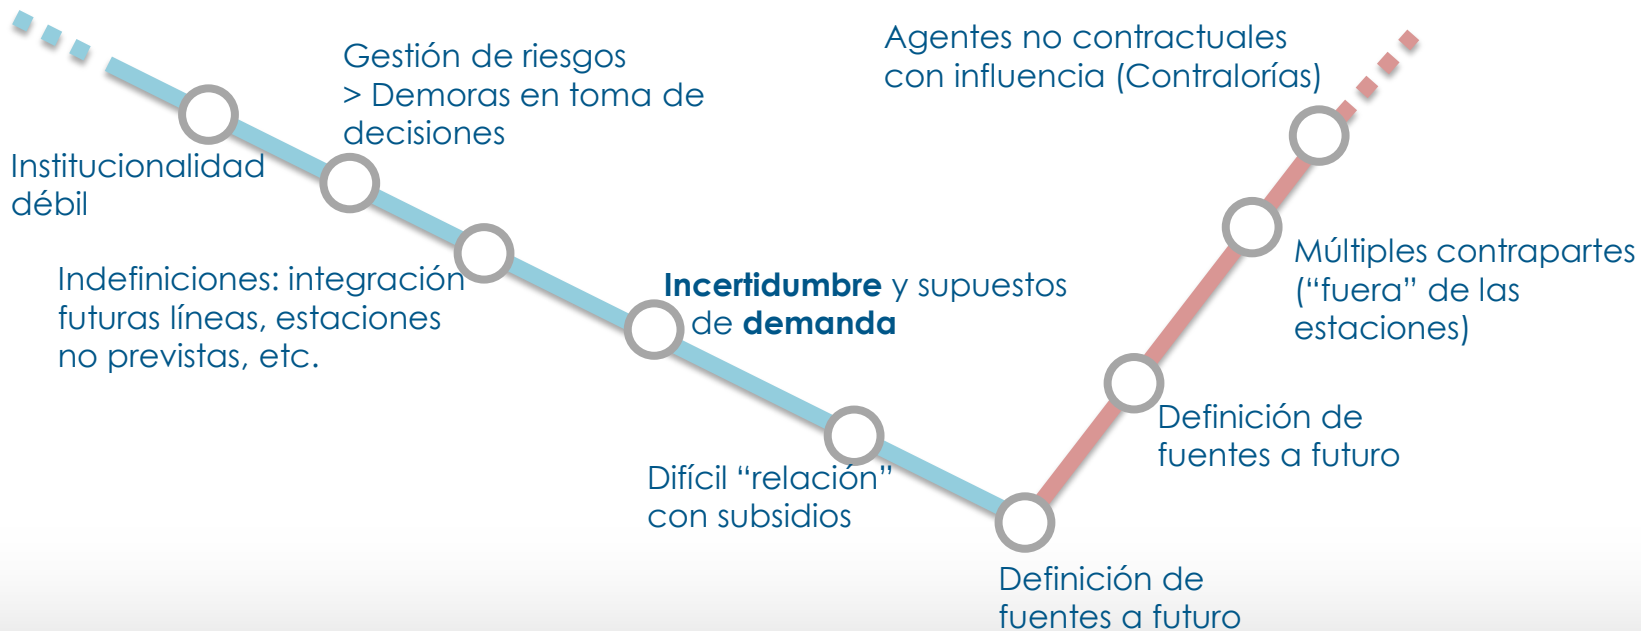 Gestión de riesgos
> Demoras en toma de
decisiones
Agentes no contractuales
con influencia (Contralorías)
Institucionalidad
débil
Indefiniciones: integración
futuras líneas, estaciones
no previstas, etc.
Incertidumbre y supuestos
de demanda
Múltiples contrapartes
(“fuera” de las
estaciones)
Definición de
fuentes a futuro
Difícil “relación”
con subsidios
Definición de
fuentes a futuro